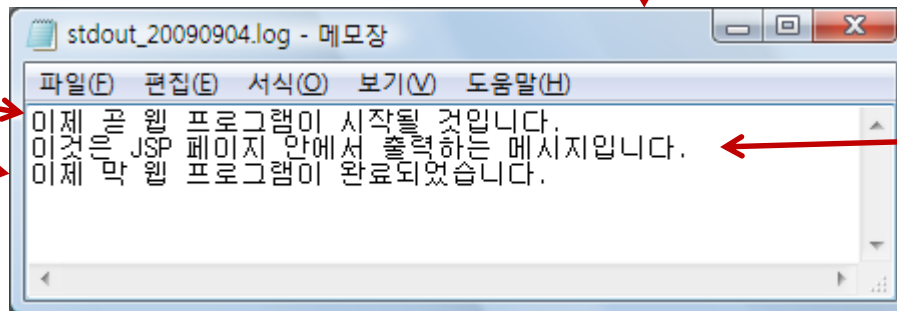 stdout_20090904.log - 메모장
파일(F) 편집(E) 서식(O) 보기(V) 도움말(H)
이제 곧 웹 프로그램이 시작될 것입니다.
이것은 JSP 페이지 안에서 출력하는 메시지입니다.
이제 막 웹 프로그램이 완료되었습니다.